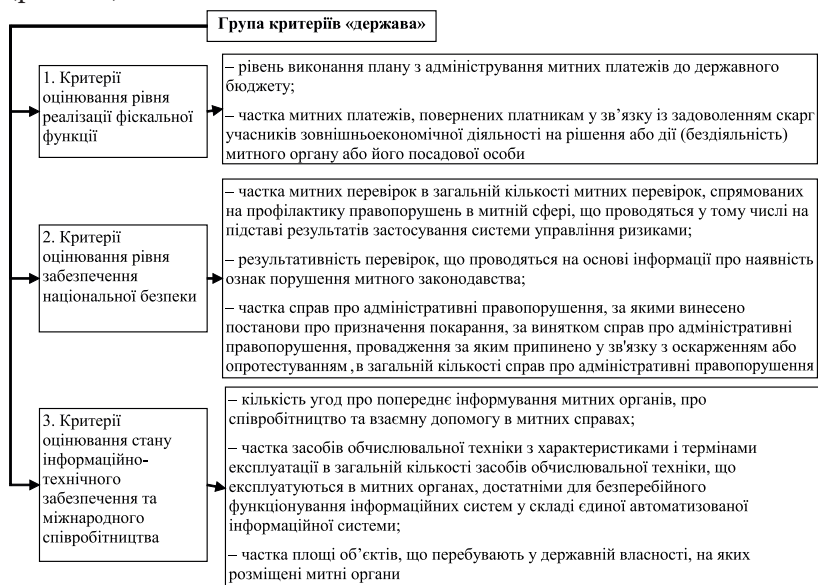 Група критеріїв «держава»
1. Критерії
оцінювання рівня
реалізації фіскальної
функції
– рівень виконання плану з адміністрування митних платежів до державного
бюджету;
– частка митних платежів, повернених платникам у зв’язку із задоволенням скарг
учасників зовнішньоекономічної діяльності на рішення або дії (бездіяльність)
митного органу або його посадової особи
2. Критерії
оцінювання рівня
забезпечення
національної безпеки
– частка митних перевірок в загальній кількості митних перевірок, спрямованих
на профілактику правопорушень в митній сфері, що проводяться у тому числі на
підставі результатів застосування системи управління ризиками;
– результативність перевірок, що проводяться на основі інформації про наявність
ознак порушення митного законодавства;
– частка справ про адміністративні правопорушення, за якими винесено
постанови про призначення покарання, за винятком справ про адміністративні
правопорушення, провадження за яким припинено у зв'язку з оскарженням або
опротестуванням, в загальній кількості справ про адміністративні правопорушення
3. Критерії
оцінювання стану
інформаційно-
технічного
забезпечення та
міжнародного
співробітництва
– кількість угод про попереднє інформування митних органів, про
співробітництво та взаємну допомогу в митних справах;
– частка засобів обчислювальної техніки з характеристиками і термінами
експлуатації в загальній кількості засобів обчислювальної техніки, що
експлуатуються в митних органах, достатніми для безперебійного
функціонування інформаційних систем у складі єдиної автоматизованої
інформаційної системи;
– частка площі об’єктів, що перебувають у державній власності, на яких
розміщені митні органи